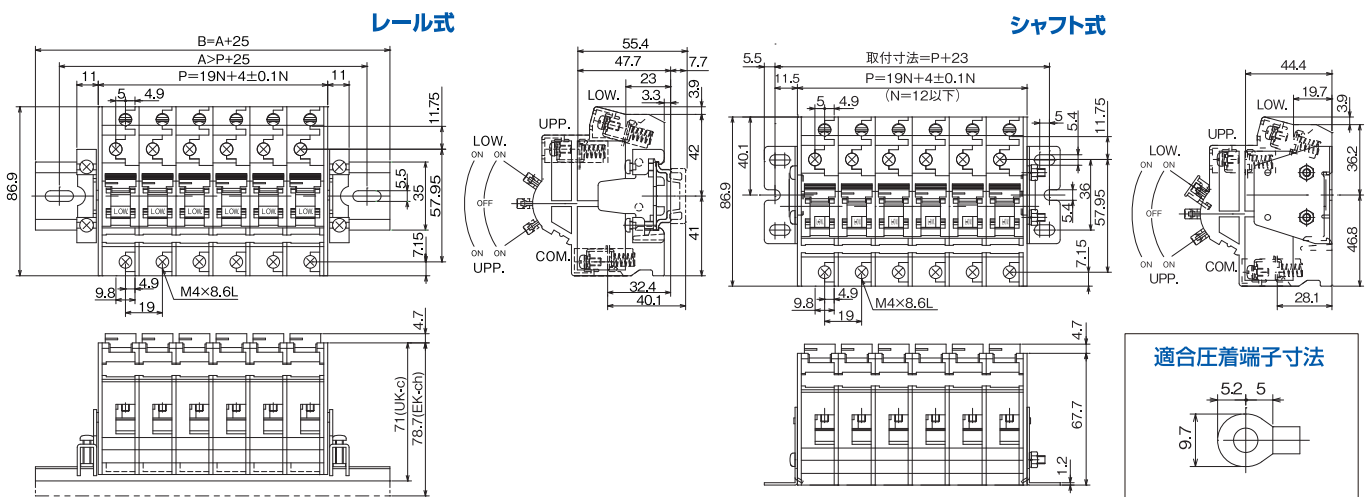 レール式
B=A+25
A>P+25
11
P=19N+4±0.1N
11
5
4.9
11.75
86.9
LOW.
LOW.
LOW.
LOW.
LOW.
LOW.
5.5
35
57.95
7.15
9.8
4.9
19
M4×8.6L
55.4
47.7
7.7
23
3.3
3.9
LOW.
UPP.
LOW.
ON
ON
OFF
ON
ON
UPP.
COM.
42
41
32.4
40.1
4.7
71(UK-c)
78.7(EK-ch)
シャフト式
5.5
取付寸法=P+23
11.5
P=19N+4±0.1N
(N=12以下)
5
4.9
5
5.4
11.75
40.1
86.9
5.4
36
57.95
7.15
9.8
4.9
19
M4×8.6L
44.4
19.7
3.9
LOW.
UPP.
LOW.
ON
ON
OFF
ON
ON
UPP.
COM.
36.2
46.8
28.1
4.7
67.7
1.2
適合圧着端子寸法
5.2
5
9.7